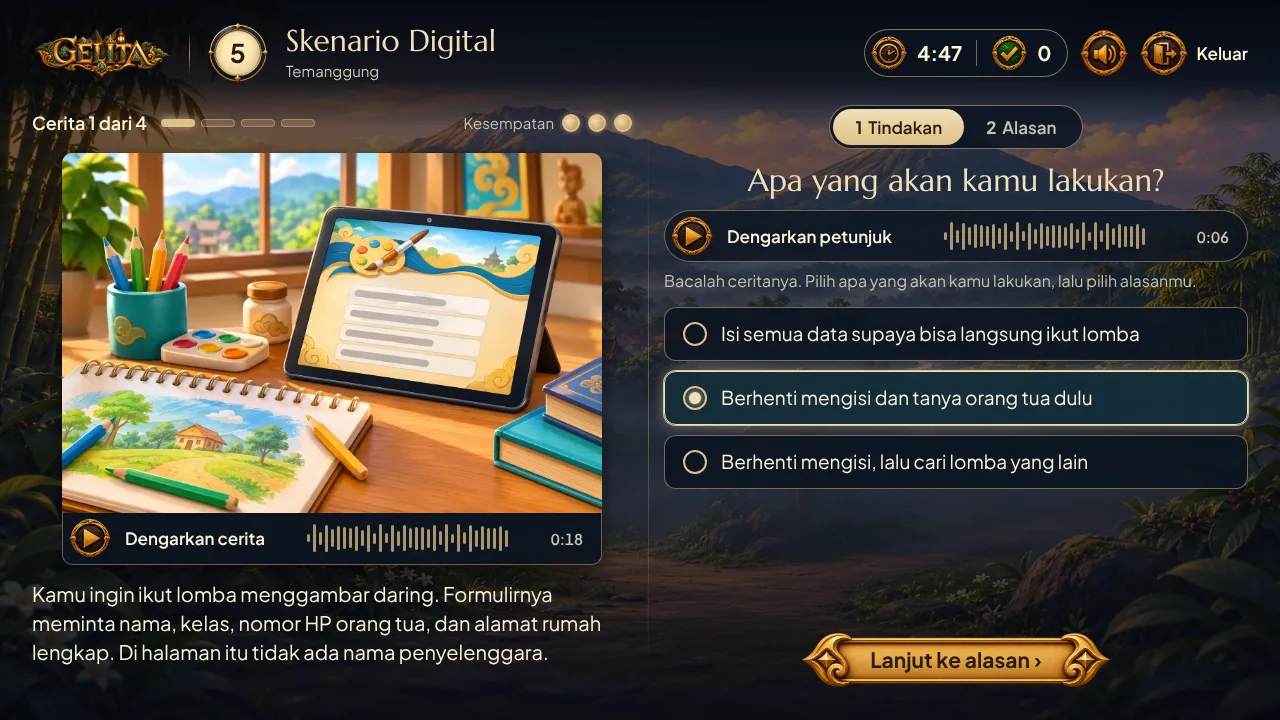 GELITA
5
Skenario Digital
Temanggung
4:47
0
Keluar
Cerita 1 dari 4
Kesempatan
Dengarkan cerita
0:18
Kamu ingin ikut lomba menggambar daring. Formulirnya
meminta nama, kelas, nomor HP orang tua, dan alamat rumah
lengkap. Di halaman itu tidak ada nama penyelenggara.
1 Tindakan
2 Alasan
Apa yang akan kamu lakukan?
Dengarkan petunjuk
0:06
Bacalah ceritanya. Pilih apa yang akan kamu lakukan, lalu pilih alasanmu.
Isi semua data supaya bisa langsung ikut lomba
Berhenti mengisi dan tanya orang tua dulu
Berhenti mengisi, lalu cari lomba yang lain
Lanjut ke alasan ›